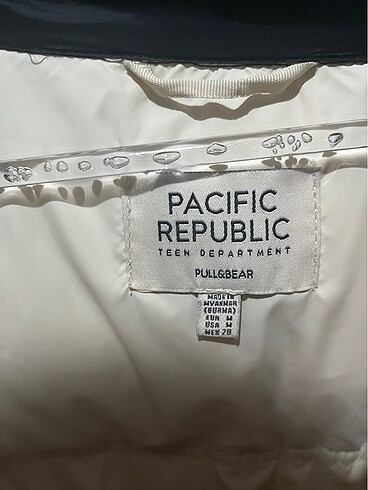 PACIFIC
REPUBLIC
TEEN DEPARTMENT
PULL&BEAR
MADE IN
MYANMAR
(BURMA)
EUR M
USA M
MEX 28